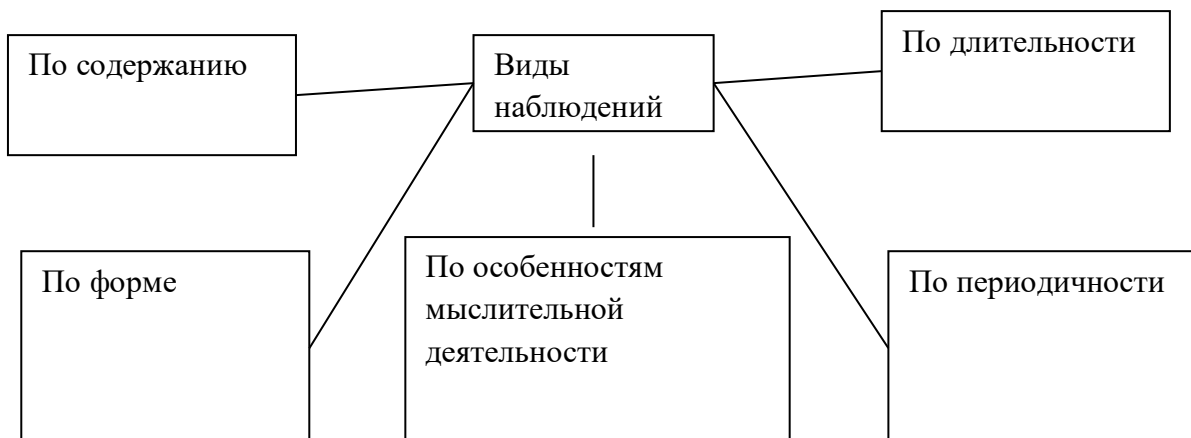 По содержанию
Виды
наблюдений
По длительности
По форме
По особенностям
мыслительной
деятельности
По периодичности